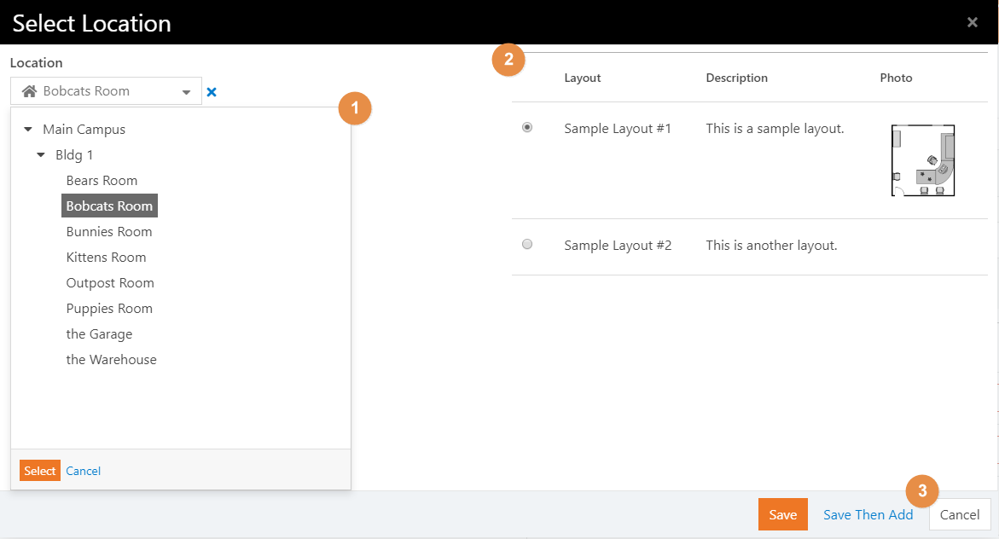 Select Location
×
Location
Bobcats Room
1
Main Campus
Bldg 1
Bears Room
Bobcats Room
Bunnies Room
Kittens Room
Outpost Room
Puppies Room
the Garage
the Warehouse
Select Cancel
2
Layout Description Photo
Sample Layout #1 This is a sample layout.
Sample Layout #2 This is another layout.
3
Save Save Then Add Cancel